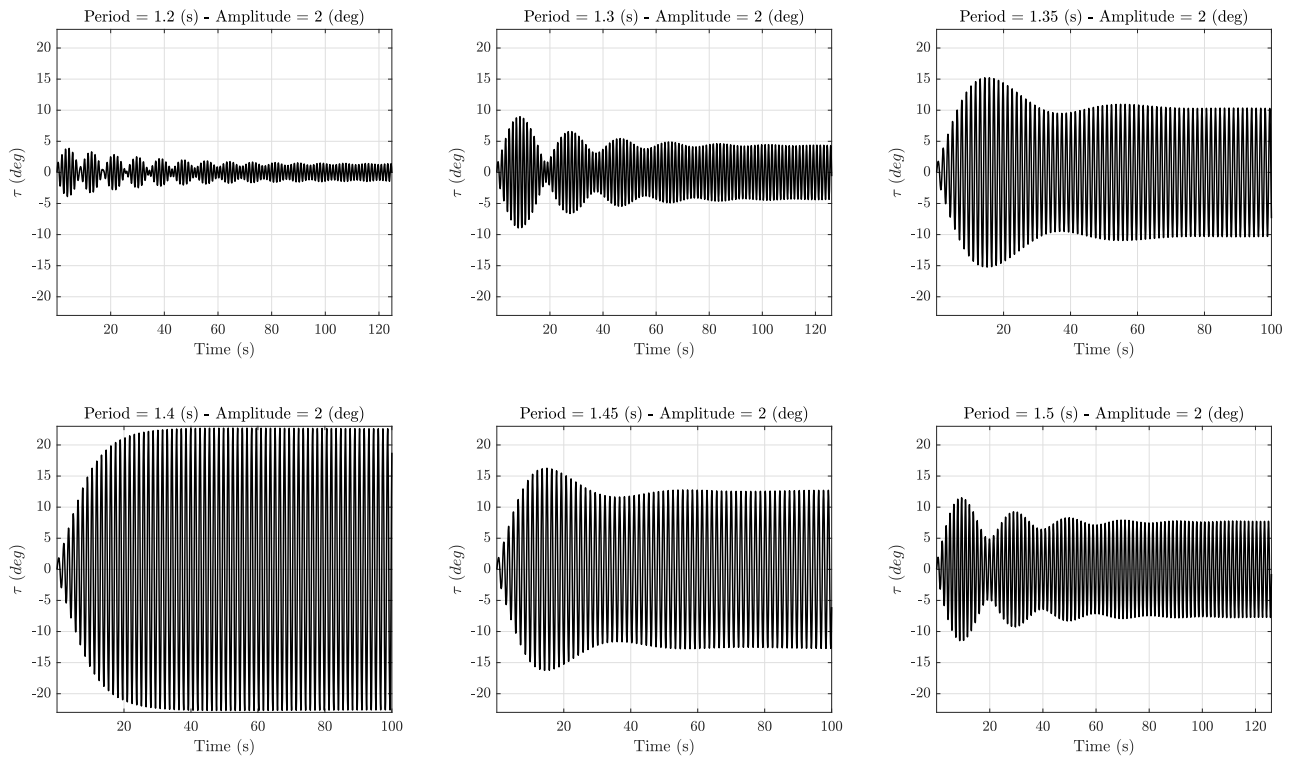 Period = 1.2 (s) - Amplitude = 2 (deg)
20
15
10
5
0
-5
-10
-15
-20
τ (deg)
20 40 60 80 100 120
Time (s)
Period = 1.3 (s) - Amplitude = 2 (deg)
20
15
10
5
0
-5
-10
-15
-20
τ (deg)
20 40 60 80 100 120
Time (s)
Period = 1.35 (s) - Amplitude = 2 (deg)
20
15
10
5
0
-5
-10
-15
-20
τ (deg)
20 40 60 80 100
Time (s)
Period = 1.4 (s) - Amplitude = 2 (deg)
20
15
10
5
0
-5
-10
-15
-20
τ (deg)
20 40 60 80 100
Time (s)
Period = 1.45 (s) - Amplitude = 2 (deg)
20
15
10
5
0
-5
-10
-15
-20
τ (deg)
20 40 60 80 100
Time (s)
Period = 1.5 (s) - Amplitude = 2 (deg)
20
15
10
5
0
-5
-10
-15
-20
τ (deg)
20 40 60 80 100 120
Time (s)